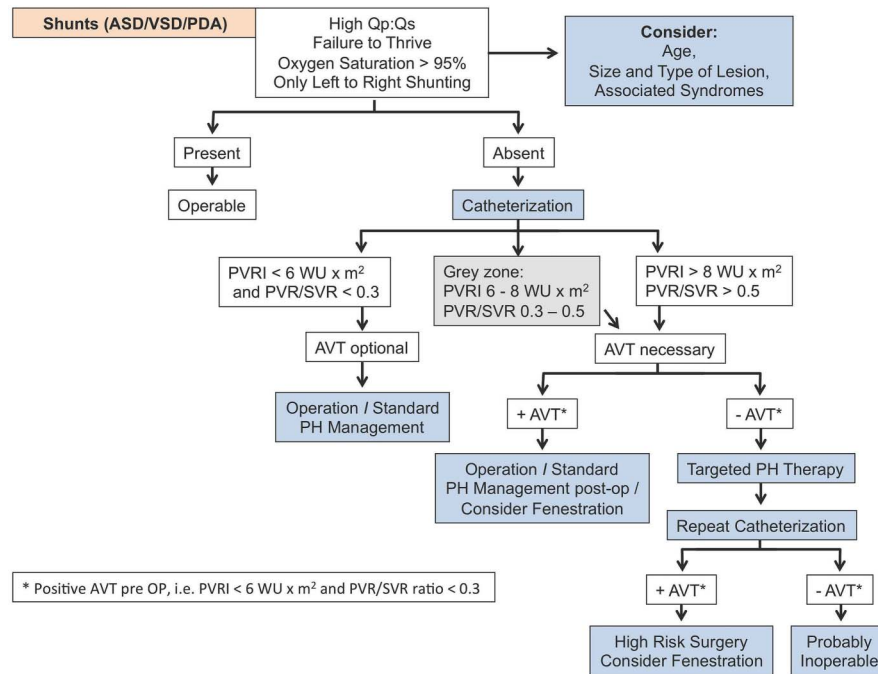 Shunts (ASD/VSD/PDA)
High Qp:Qs
Failure to Thrive
Oxygen Saturation > 95%
Only Left to Right Shunting
Consider:
Age,
Size and Type of Lesion,
Associated Syndromes
Present
Absent
Operable
Catheterization
PVRI < 6 WU x m²
and PVR/SVR < 0.3
Grey zone:
PVRI 6 - 8 WU x m²
PVR/SVR 0.3 – 0.5
PVRI > 8 WU x m²
PVR/SVR > 0.5
AVT optional
AVT necessary
Operation / Standard
PH Management
+ AVT*
- AVT*
Operation / Standard
PH Management post-op /
Consider Fenestration
Targeted PH Therapy
Repeat Catheterization
* Positive AVT pre OP, i.e. PVRI < 6 WU x m² and PVR/SVR ratio < 0.3
+ AVT*
- AVT*
High Risk Surgery
Consider Fenestration
Probably
Inoperable